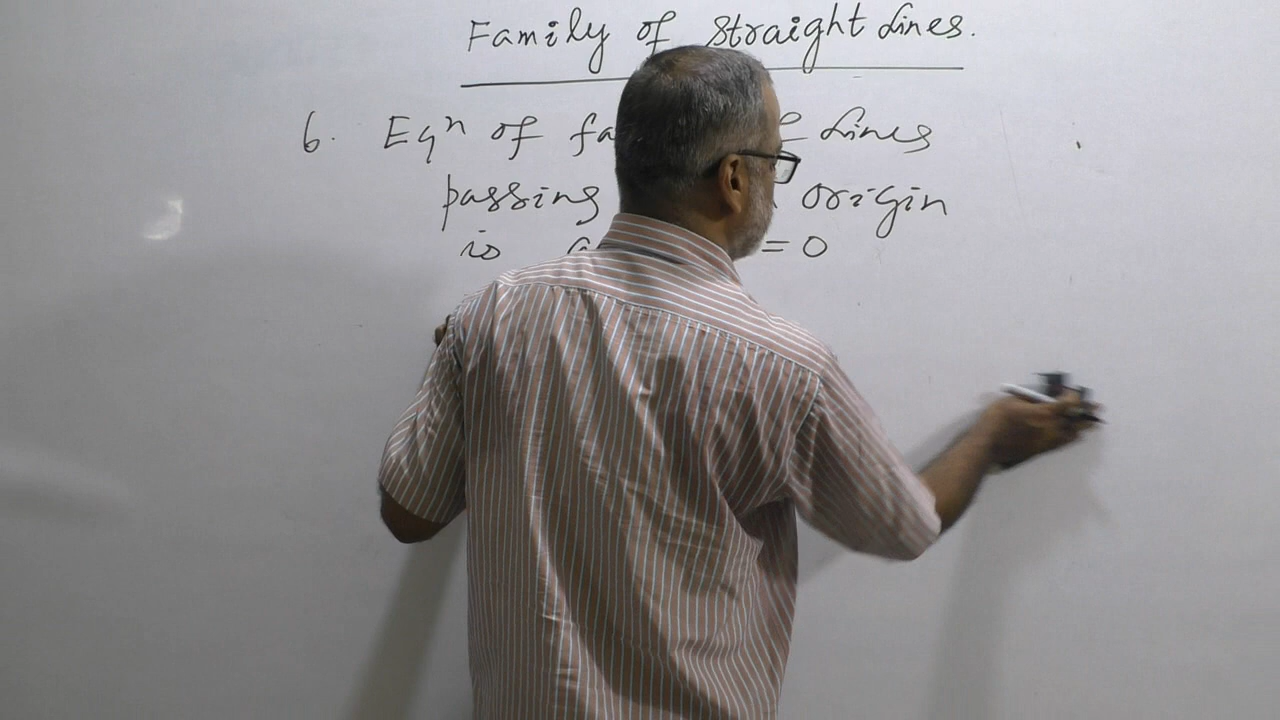 Family of straight lines.
6. Eqn of fa lines
passing origin
is a = 0